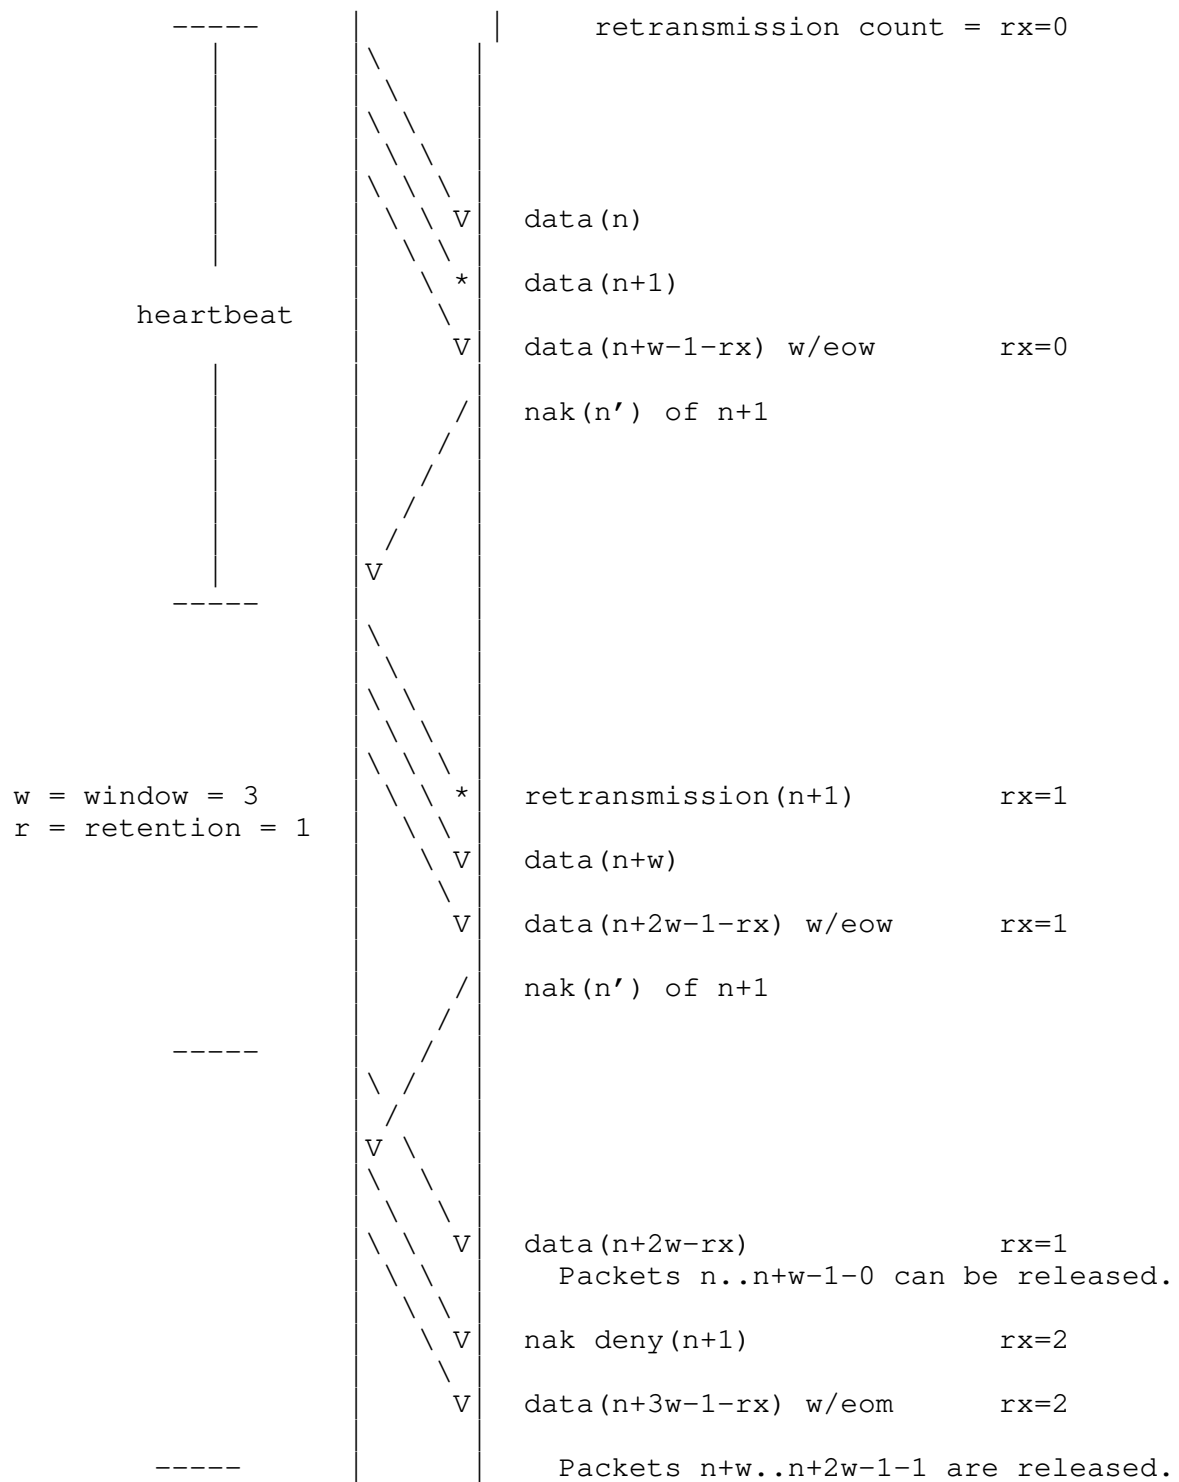 retransmission count = rx=0
data(n)
data(n+1)
heartbeat
data(n+w-1-rx) w/eow rx=0
nak(n') of n+1
w = window = 3 retransmission(n+1) rx=1
r = retention = 1
data(n+w)
data(n+2w-1-rx) w/eow rx=1
nak(n') of n+1
data(n+2w-rx) rx=1
Packets n..n+w-1-0 can be released.
nak deny(n+1) rx=2
data(n+3w-1-rx) w/eom rx=2
Packets n+w..n+2w-1-1 are released.